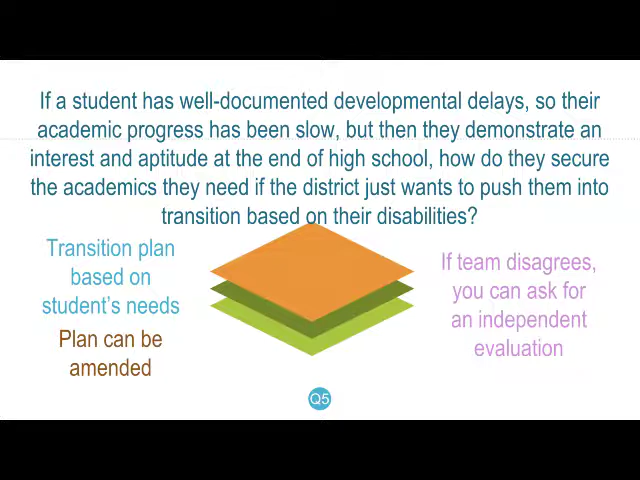 If a student has well-documented developmental delays, so their
academic progress has been slow, but then they demonstrate an
interest and aptitude at the end of high school, how do they secure
the academics they need if the district just wants to push them into
transition based on their disabilities?
Transition plan
based on
student's needs
Plan can be
amended
If team disagrees,
you can ask for
an independent
evaluation
Q5